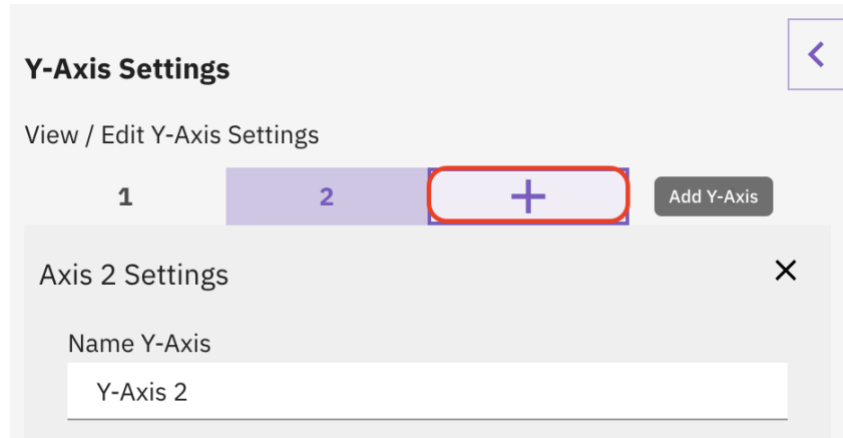 Y-Axis Settings
View / Edit Y-Axis Settings
1 2 + Add Y-Axis
Axis 2 Settings
Name Y-Axis
Y-Axis 2